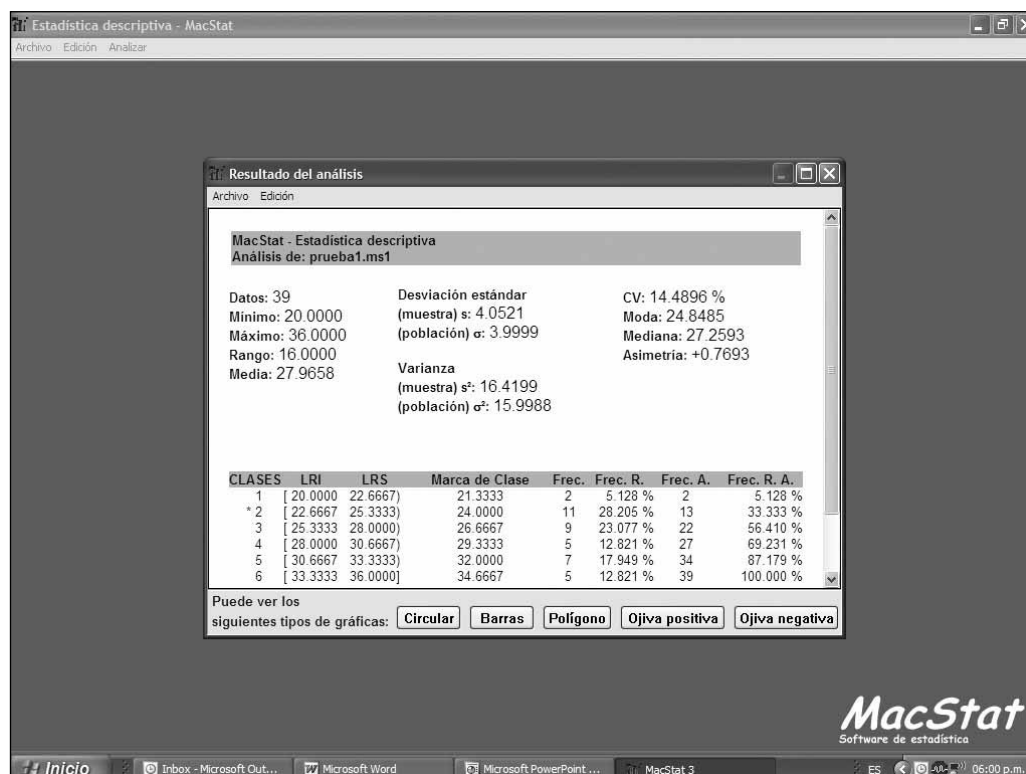 Estadística descriptiva - MacStat
Archivo Edición Analizar
Resultado del análisis
Archivo Edición
MacStat - Estadística descriptiva
Análisis de: prueba1.ms1
Datos: 39
Mínimo: 20.0000
Máximo: 36.0000
Rango: 16.0000
Media: 27.9658
Desviación estándar
(muestra) s: 4.0521
(población) σ: 3.9999
Varianza
(muestra) s²: 16.4199
(población) σ²: 15.9988
CV: 14.4896 %
Moda: 24.8485
Mediana: 27.2593
Asimetría: +0.7693
CLASES LRI LRS Marca de Clase Frec. Frec. R. Frec. A. Frec. R. A.
1 [ 20.0000 22.6667) 21.3333 2 5.128 % 2 5.128 %
* 2 [ 22.6667 25.3333) 24.0000 11 28.205 % 13 33.333 %
3 [ 25.3333 28.0000) 26.6667 9 23.077 % 22 56.410 %
4 [ 28.0000 30.6667) 29.3333 5 12.821 % 27 69.231 %
5 [ 30.6667 33.3333) 32.0000 7 17.949 % 34 87.179 %
6 [ 33.3333 36.0000] 34.6667 5 12.821 % 39 100.000 %
Puede ver los
siguientes tipos de gráficas: Circular Barras Polígono Ojiva positiva Ojiva negativa
MacStat
Software de estadística
Inicio Inbox - Microsoft Out... Microsoft Word Microsoft PowerPoint ... MacStat 3 ES 06:00 p.m.